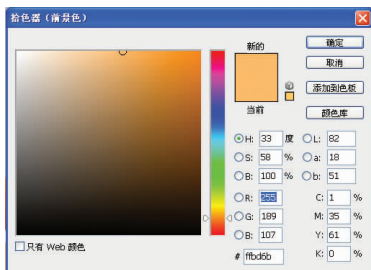 拾色器（前景色）
新的
当前
确定
取消
添加到色板
颜色库
H: 33 度
S: 58 %
B: 100 %
R: 255
G: 189
B: 107
L: 82
a: 18
b: 51
C: 1 %
M: 35 %
Y: 61 %
K: 0 %
# ffbd6b
只有 Web 颜色